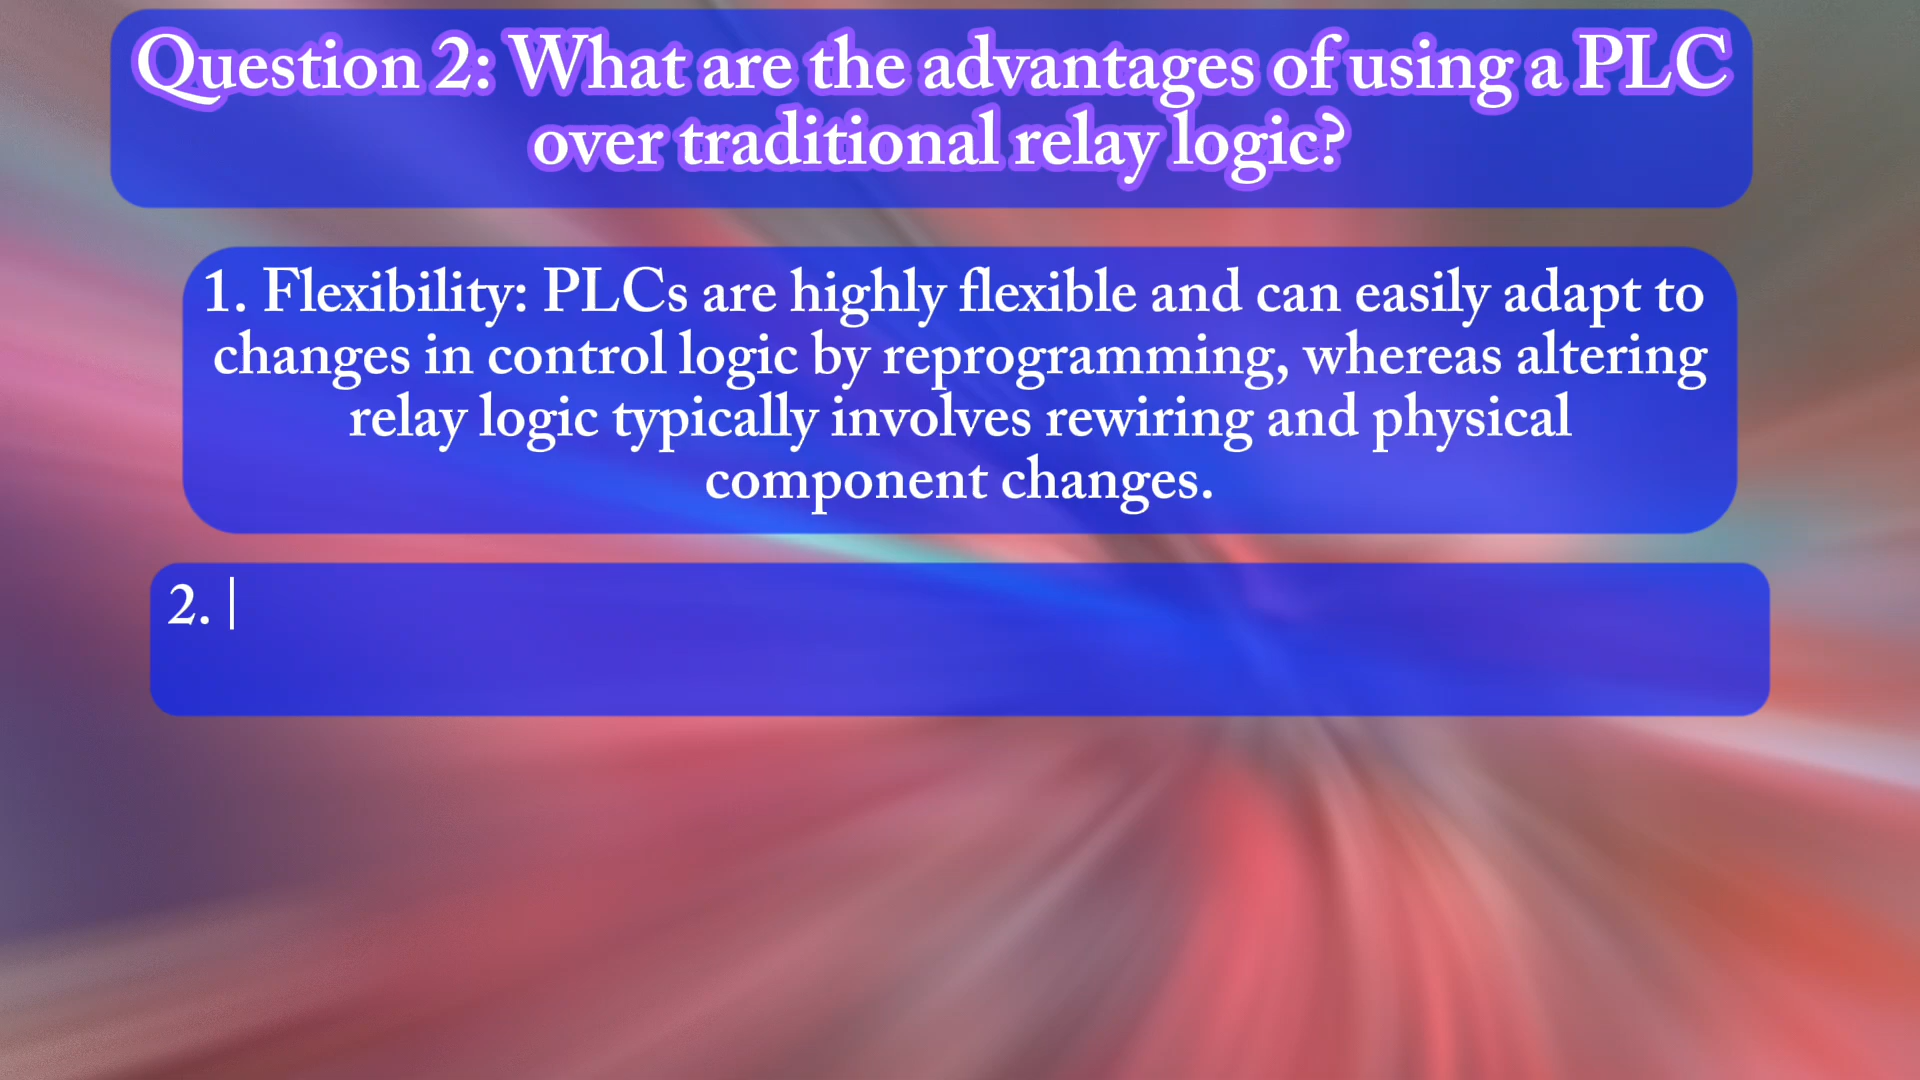 Question 2: What are the advantages of using a PLC
over traditional relay logic?
1. Flexibility: PLCs are highly flexible and can easily adapt to
changes in control logic by reprogramming, whereas altering
relay logic typically involves rewiring and physical
component changes.
2. |